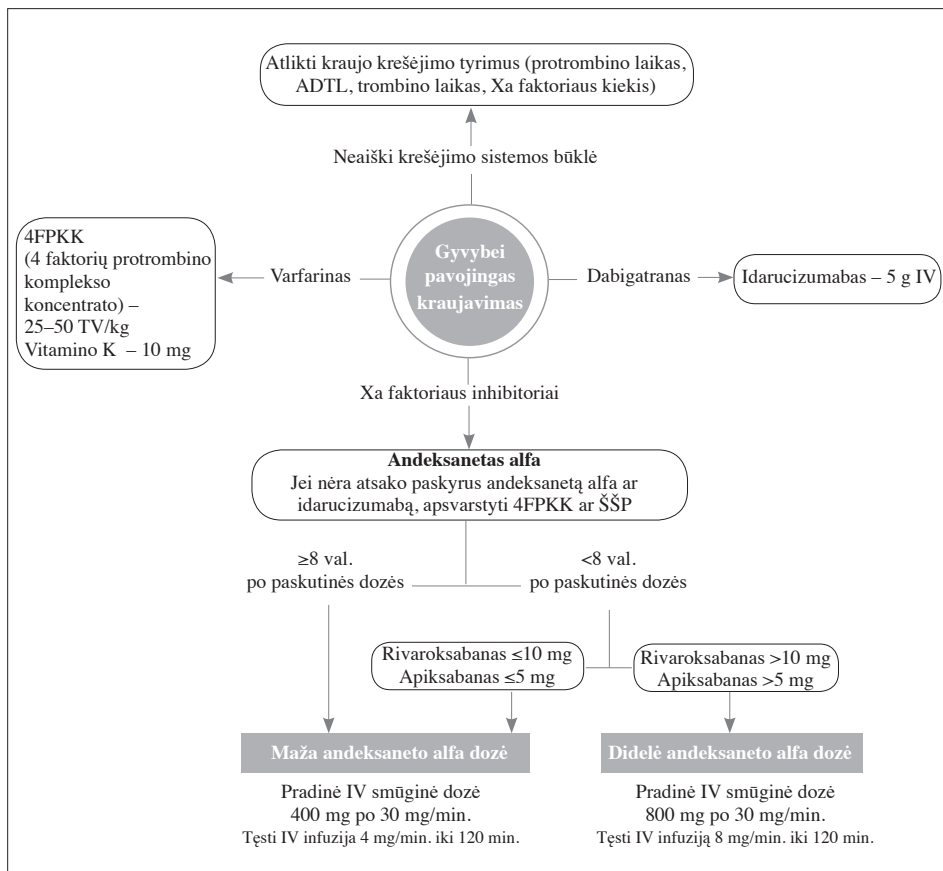 Atlikti kraujo krešėjimo tyrimus (protrombino laikas,
ADTL, trombino laikas, Xa faktoriaus kiekis)
Neaiški krešėjimo sistemos būklė
4FPKK
(4 faktorių protrombino
komplekso
koncentrato) –
25–50 TV/kg
Vitamino K – 10 mg
Varfarinas
Gyvybei
pavojingas
kraujavimas
Dabigatranas
Idarucizumabas – 5 g IV
Xa faktoriaus inhibitoriai
Andeksanetas alfa
Jei nėra atsako paskyrus andeksanetą alfa ar
idarucizumabą, apsvarstyti 4FPKK ar ŠŠP
≥8 val.
po paskutinės dozės
<8 val.
po paskutinės dozės
Rivaroksabanas ≤10 mg
Apiksabanas ≤5 mg
Rivaroksabanas >10 mg
Apiksabanas >5 mg
Maža andeksaneto alfa dozė
Pradinė IV smūginė dozė
400 mg po 30 mg/min.
Tęsti IV infuzija 4 mg/min. iki 120 min.
Didelė andeksaneto alfa dozė
Pradinė IV smūginė dozė
800 mg po 30 mg/min.
Tęsti IV infuziją 8 mg/min. iki 120 min.